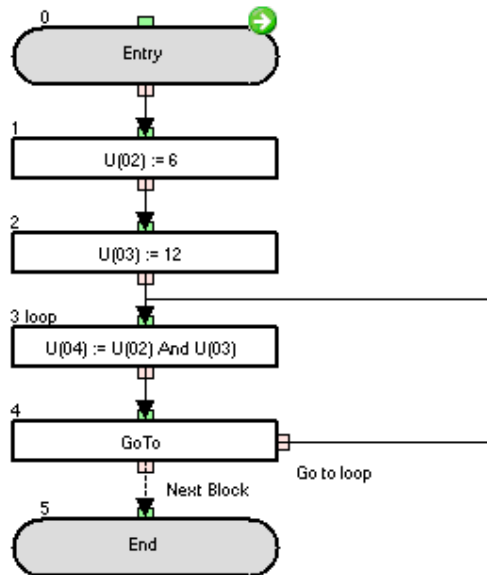 0
Entry
1
U(02) := 6
2
U(03) := 12
3 loop
U(04) := U(02) And U(03)
4
GoTo
Go to loop
Next Block
5
End